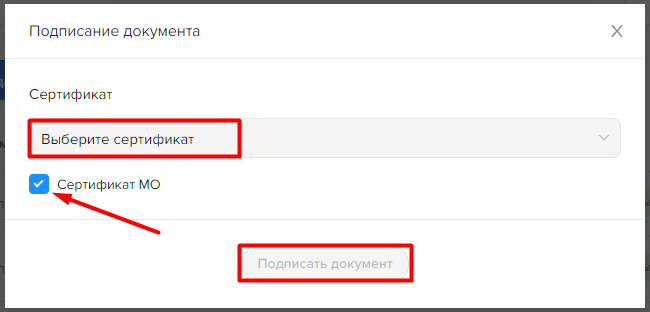 Подписание документа
X
Сертификат
Выберите сертификат
Сертификат МО
Подписать документ